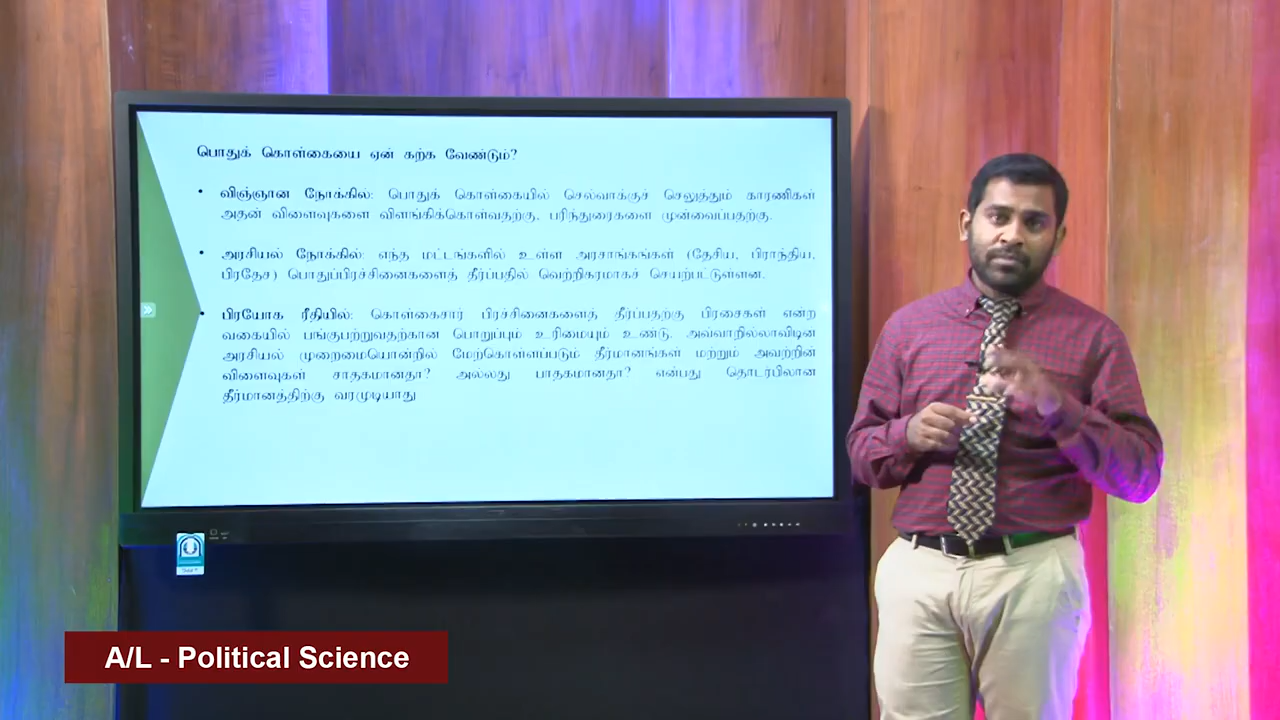 பொதுக் கொள்கையை ஏன் கற்க வேண்டும்?
• விஞ்ஞான நோக்கில்: பொதுக் கொள்கையில் செல்வாக்குச் செலுத்தும் காரணிகள்
அதன் விளைவுகளை விளங்கிக்கொள்வதற்கு, பரிந்துரைகளை முன்வைப்பதற்கு.
• அரசியல் நோக்கில்: எந்த மட்டங்களில் உள்ள அரசாங்கங்கள் (தேசிய, பிராந்திய,
பிரதேச) பொதுப்பிரச்சினைகளைத் தீர்ப்பதில் வெற்றிகரமாகச் செயற்பட்டுள்ளன.
• பிரயோக ரீதியில்: கொள்கைசார் பிரச்சினைகளைத் தீர்ப்பதற்கு பிரசைகள் என்ற
வகையில் பங்குபற்றுவதற்கான பொறுப்பும் உரிமையும் உண்டு. அவ்வாறில்லாவிடின்
அரசியல் முறைமையொன்றில் மேற்கொள்ளப்படும் தீர்மானங்கள் மற்றும் அவற்றின்
விளைவுகள் சாதகமானதா? அல்லது பாதகமானதா? என்பது தொடர்பிலான
தீர்மானத்திற்கு வரமுடியாது
A/L - Political Science